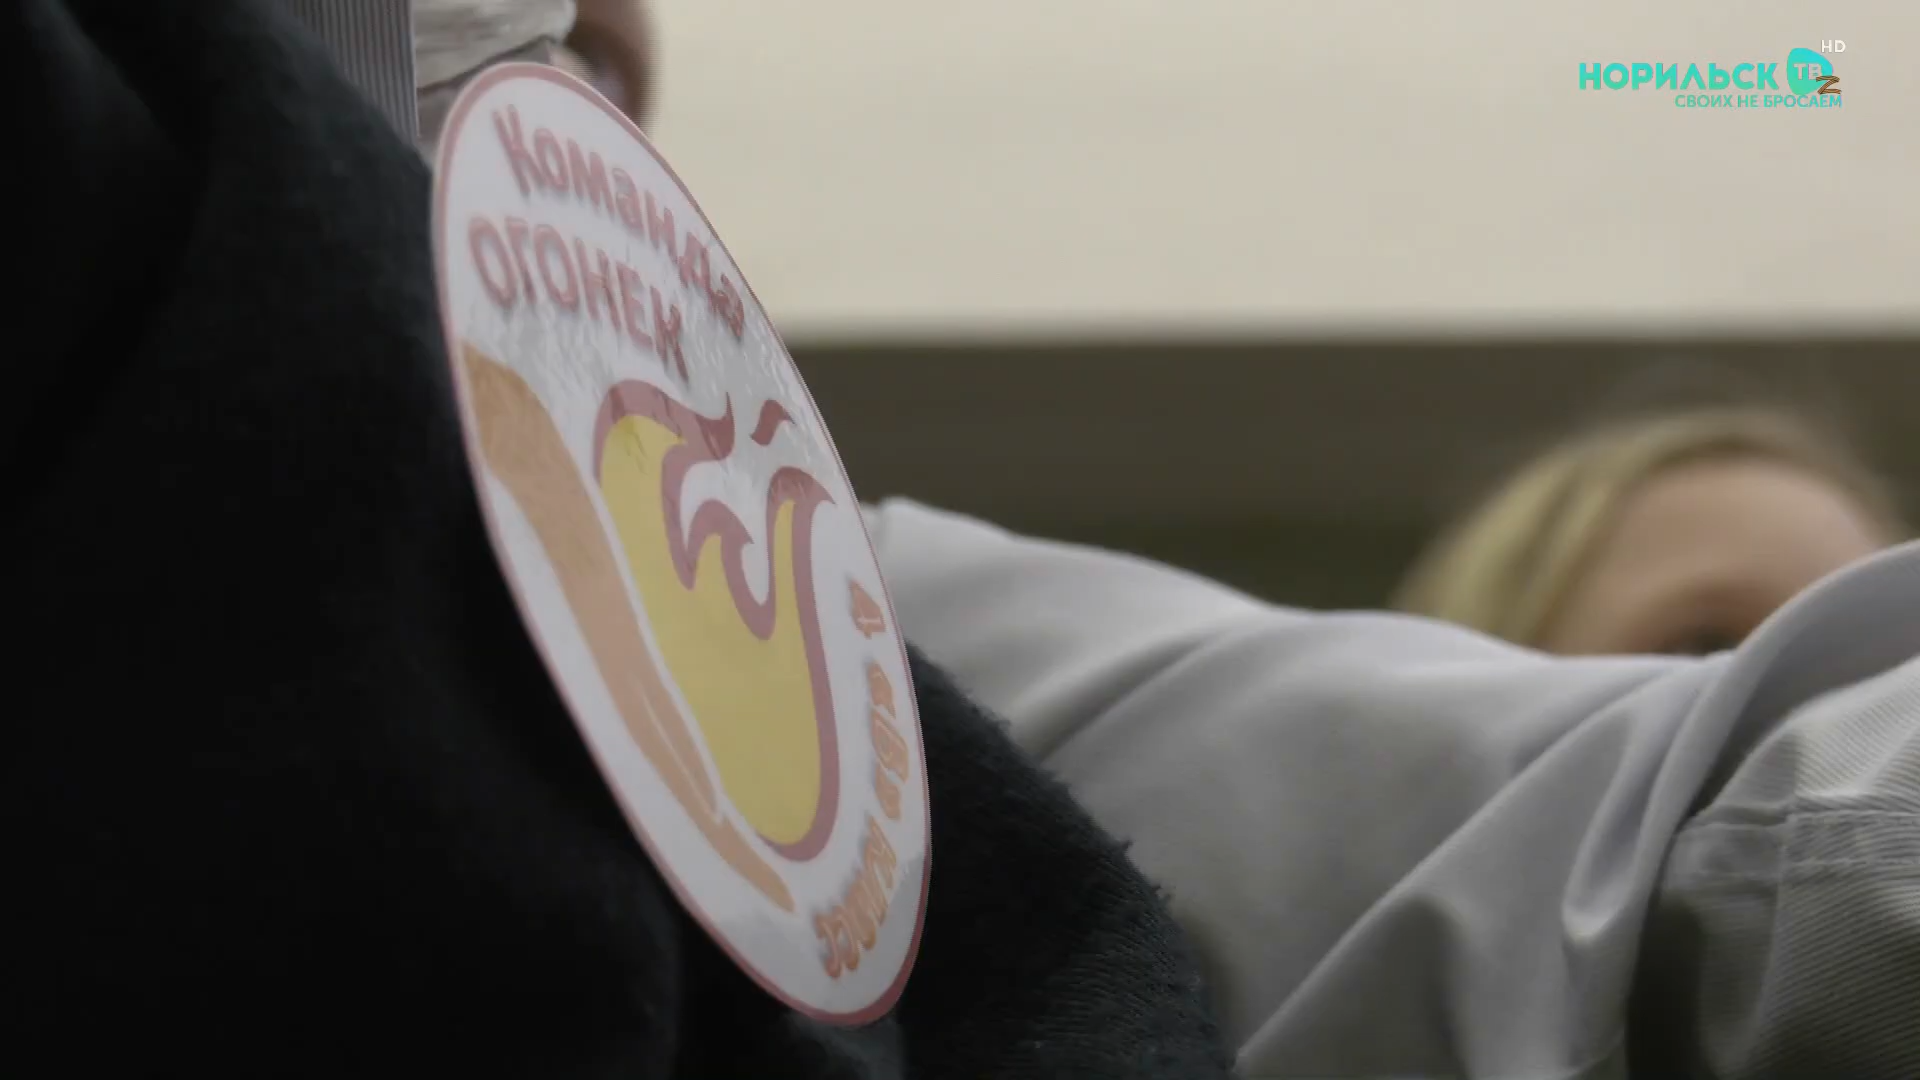 НОРИЛЬСК ТВ HD
СВОИХ НЕ БРОСАЕМ
Команда
ОГОНЕК
4 «В» класс